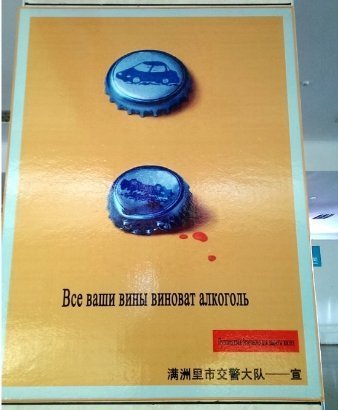 Все ваши вины виноват алкоголь
满洲里市交警大队——宣